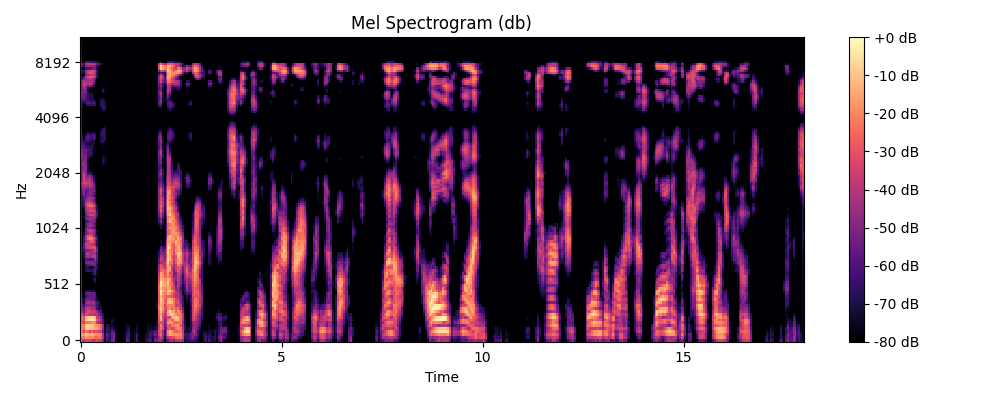 Mel Spectrogram (db)
8192
4096
2048
1024
512
0
Hz
0
5
10
15
Time
+0 dB
-10 dB
-20 dB
-30 dB
-40 dB
-50 dB
-60 dB
-70 dB
-80 dB